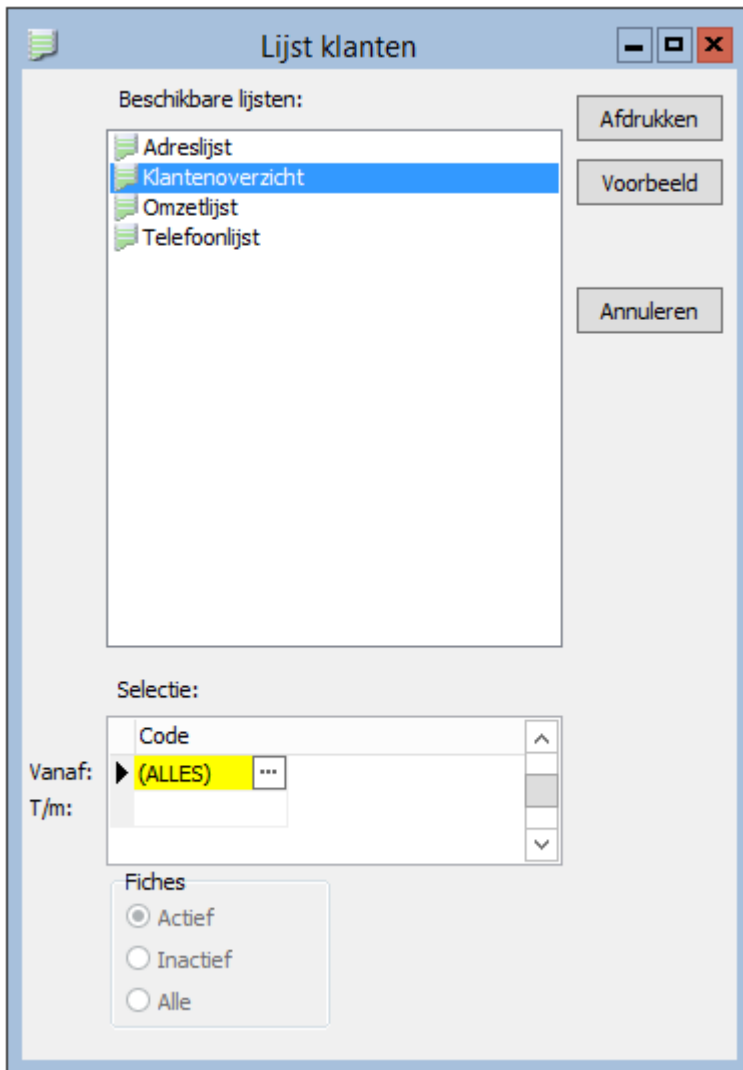 Lijst klanten
Beschikbare lijsten:
Adreslijst
Klantenoverzicht
Omzetlijst
Telefoonlijst
Afdrukken
Voorbeeld
Annuleren
Selectie:
Code
Vanaf: (ALLES) ...
T/m:
Fiches
Actief
Inactief
Alle